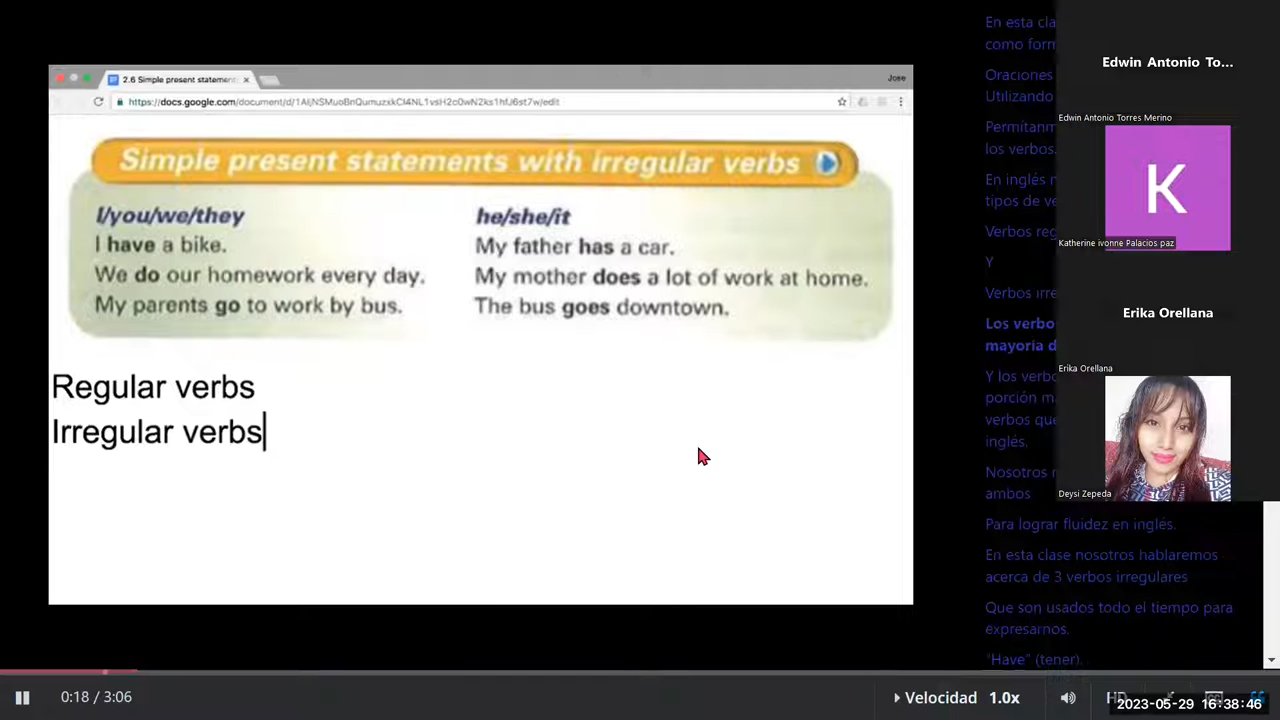 2.6 Simple present statement
Jose
https://docs.google.com/document/d/
/edit
Simple present statements with irregular verbs
I/you/we/they
I have a bike.
We do our homework every day.
My parents go to work by bus.
he/she/it
My father has a car.
My mother does a lot of work at home.
The bus goes downtown.
Regular verbs
Irregular verbs
En esta cla
como form
Oraciones
Utilizando
Permítanm
los verbos.
En inglés n
tipos de ve
Verbos reg
Y
Verbos irre
Los verbo
mayoría d
Y los verbo
porción m
verbos que
inglés.
Nosotros
ambos
Para lograr fluidez en inglés.
En esta clase nosotros hablaremos
acerca de 3 verbos irregulares
Que son usados todo el tiempo para
expresarnos.
"Have" (tener).
Edwin Antonio To...
Edwin Antonio Torres Merino
K
Katherine ivonne Palacios paz
Erika Orellana
Erika Orellana
Deysi Zepeda
0:18 / 3:06
Velocidad 1.0x
HD
2023-05-29 16:38:46